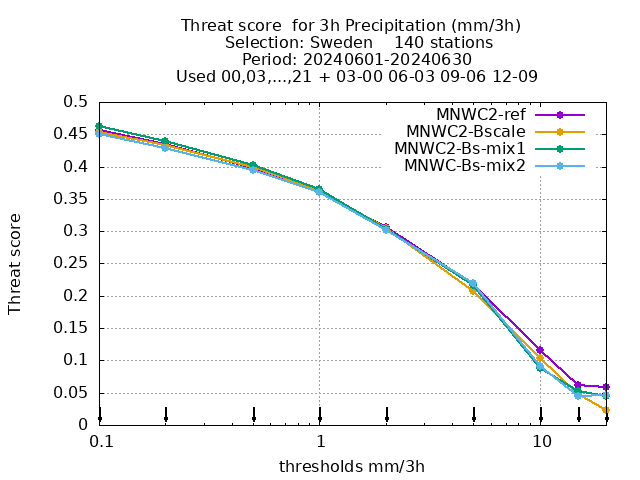 Threat score  for 3h Precipitation (mm/3h)
Selection: Sweden    140 stations
Period: 20240601-20240630
Used 00,03,...,21 + 03-00 06-03 09-06 12-09
MNWC2-ref
MNWC2-Bscale
MNWC2-Bs-mix1
MNWC-Bs-mix2
Threat score
0.5
0.45
0.4
0.35
0.3
0.25
0.2
0.15
0.1
0.05
0
0.1 1 10
thresholds mm/3h